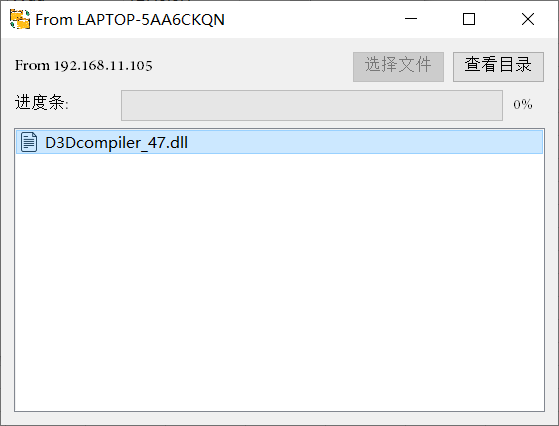 From LAPTOP-5AA6CKQN
From 192.168.11.105 选择文件 查看目录
进度条: 0%
D3Dcompiler_47.dll